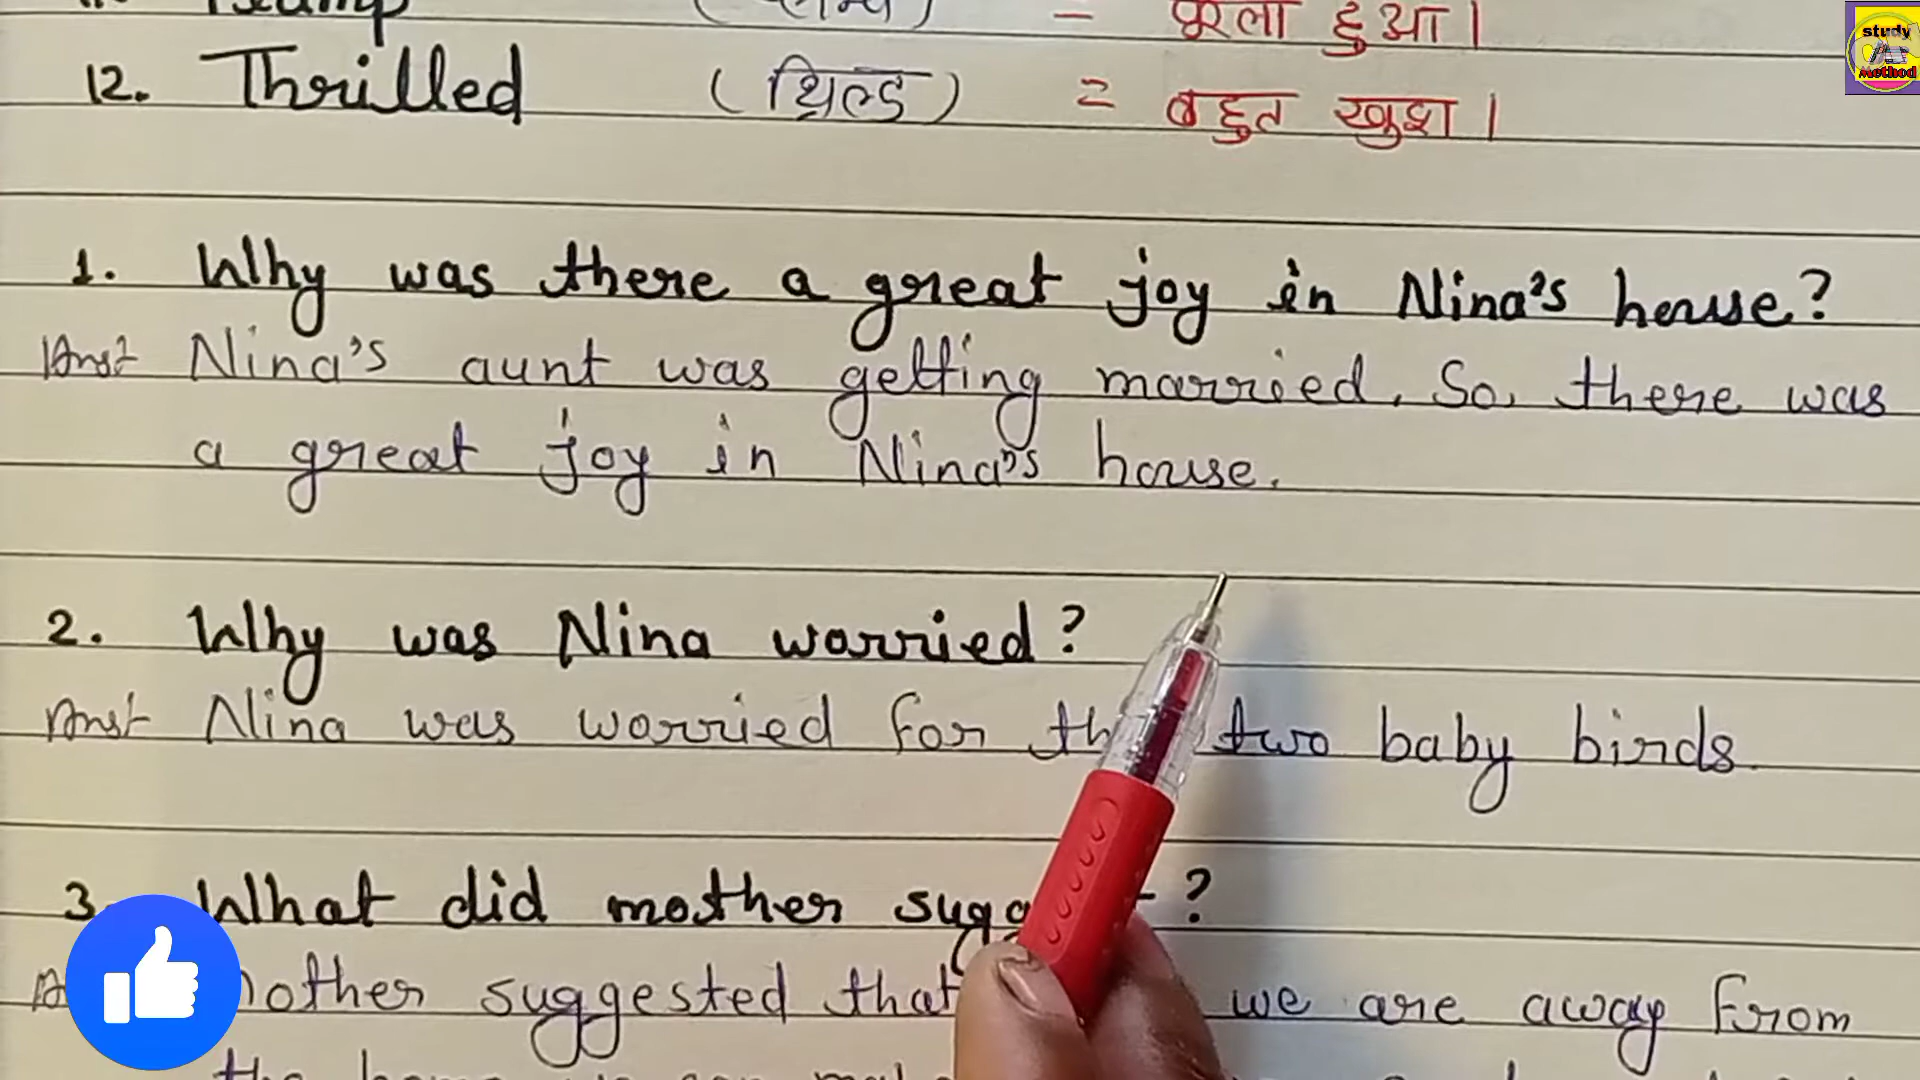 = फूला हुआ।
12. Thrilled (थ्रिल्ड) = बहुत खुश।
study
Method
1. Why was there a great joy in Nina's house?
Ans:- Nina's aunt was getting married. So, there was
a great joy in Nina's house.
2. Why was Nina worried?
Ans:- Nina was worried for two baby birds.
3. What did mother ?
other suggested that we are away from
the